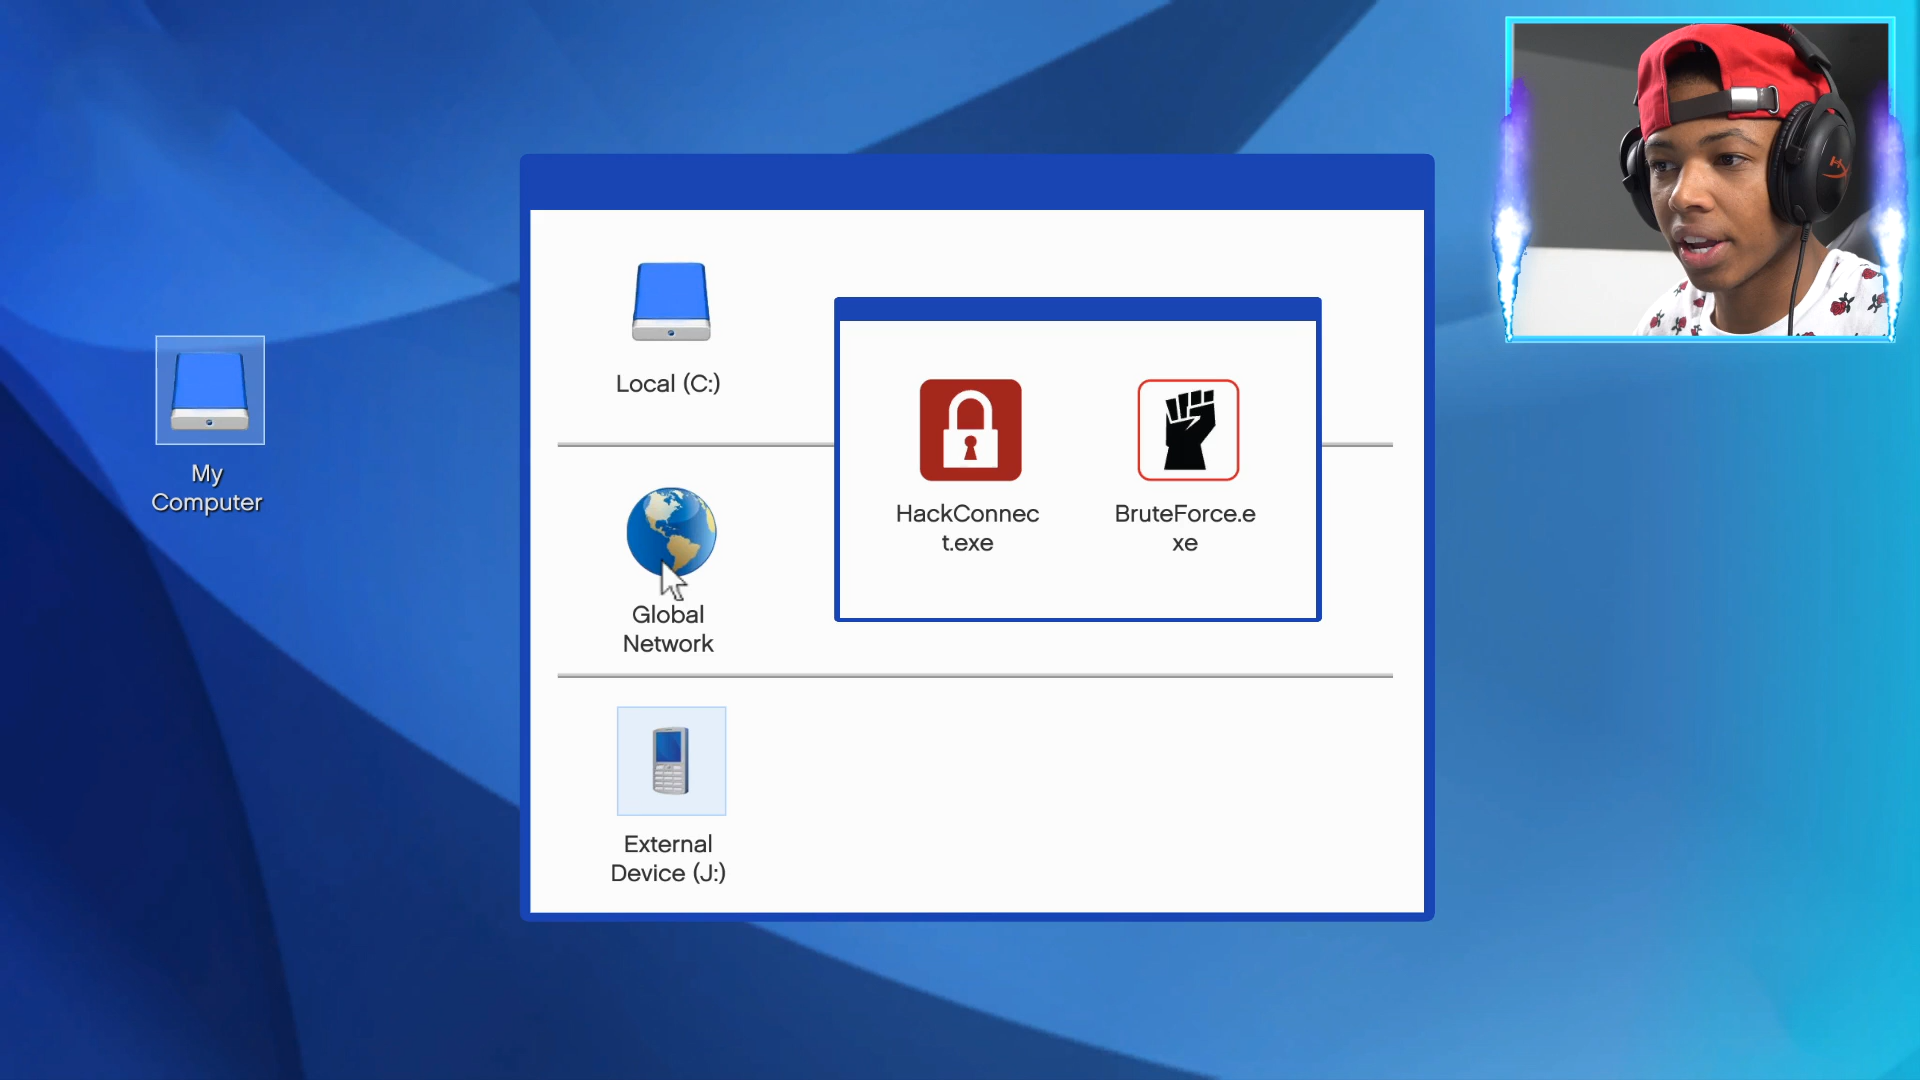 My
Computer
Local (C:)
Global
Network
External
Device (J:)
HackConnec
t.exe
BruteForce.e
xe